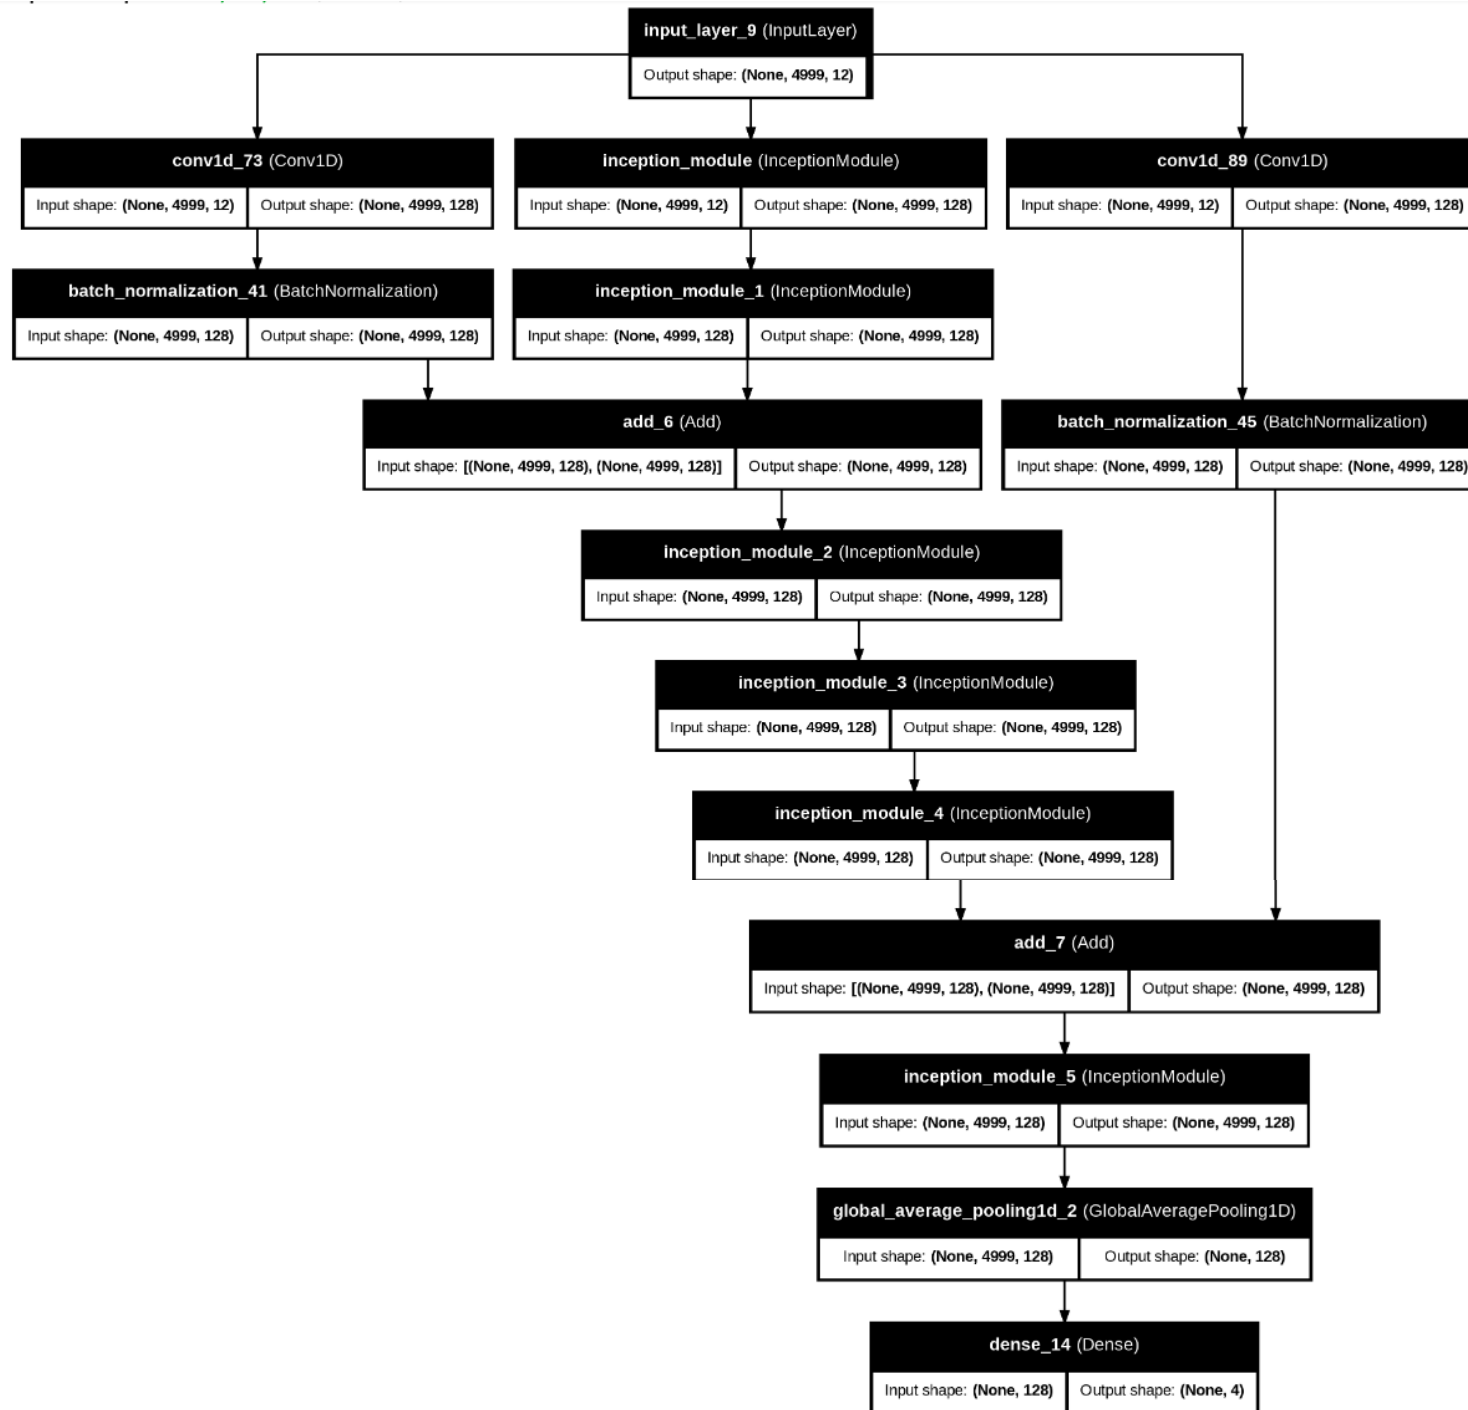 input_layer_9 (InputLayer)
Output shape: (None, 4999, 12)
conv1d_73 (Conv1D)
Input shape: (None, 4999, 12) Output shape: (None, 4999, 128)
inception_module (InceptionModule)
Input shape: (None, 4999, 12) Output shape: (None, 4999, 128)
conv1d_89 (Conv1D)
Input shape: (None, 4999, 12) Output shape: (None, 4999, 128)
batch_normalization_41 (BatchNormalization)
Input shape: (None, 4999, 128) Output shape: (None, 4999, 128)
inception_module_1 (InceptionModule)
Input shape: (None, 4999, 128) Output shape: (None, 4999, 128)
add_6 (Add)
Input shape: [(None, 4999, 128), (None, 4999, 128)] Output shape: (None, 4999, 128)
batch_normalization_45 (BatchNormalization)
Input shape: (None, 4999, 128) Output shape: (None, 4999, 128)
inception_module_2 (InceptionModule)
Input shape: (None, 4999, 128) Output shape: (None, 4999, 128)
inception_module_3 (InceptionModule)
Input shape: (None, 4999, 128) Output shape: (None, 4999, 128)
inception_module_4 (InceptionModule)
Input shape: (None, 4999, 128) Output shape: (None, 4999, 128)
add_7 (Add)
Input shape: [(None, 4999, 128), (None, 4999, 128)] Output shape: (None, 4999, 128)
inception_module_5 (InceptionModule)
Input shape: (None, 4999, 128) Output shape: (None, 4999, 128)
global_average_pooling1d_2 (GlobalAveragePooling1D)
Input shape: (None, 4999, 128) Output shape: (None, 128)
dense_14 (Dense)
Input shape: (None, 128) Output shape: (None, 4)